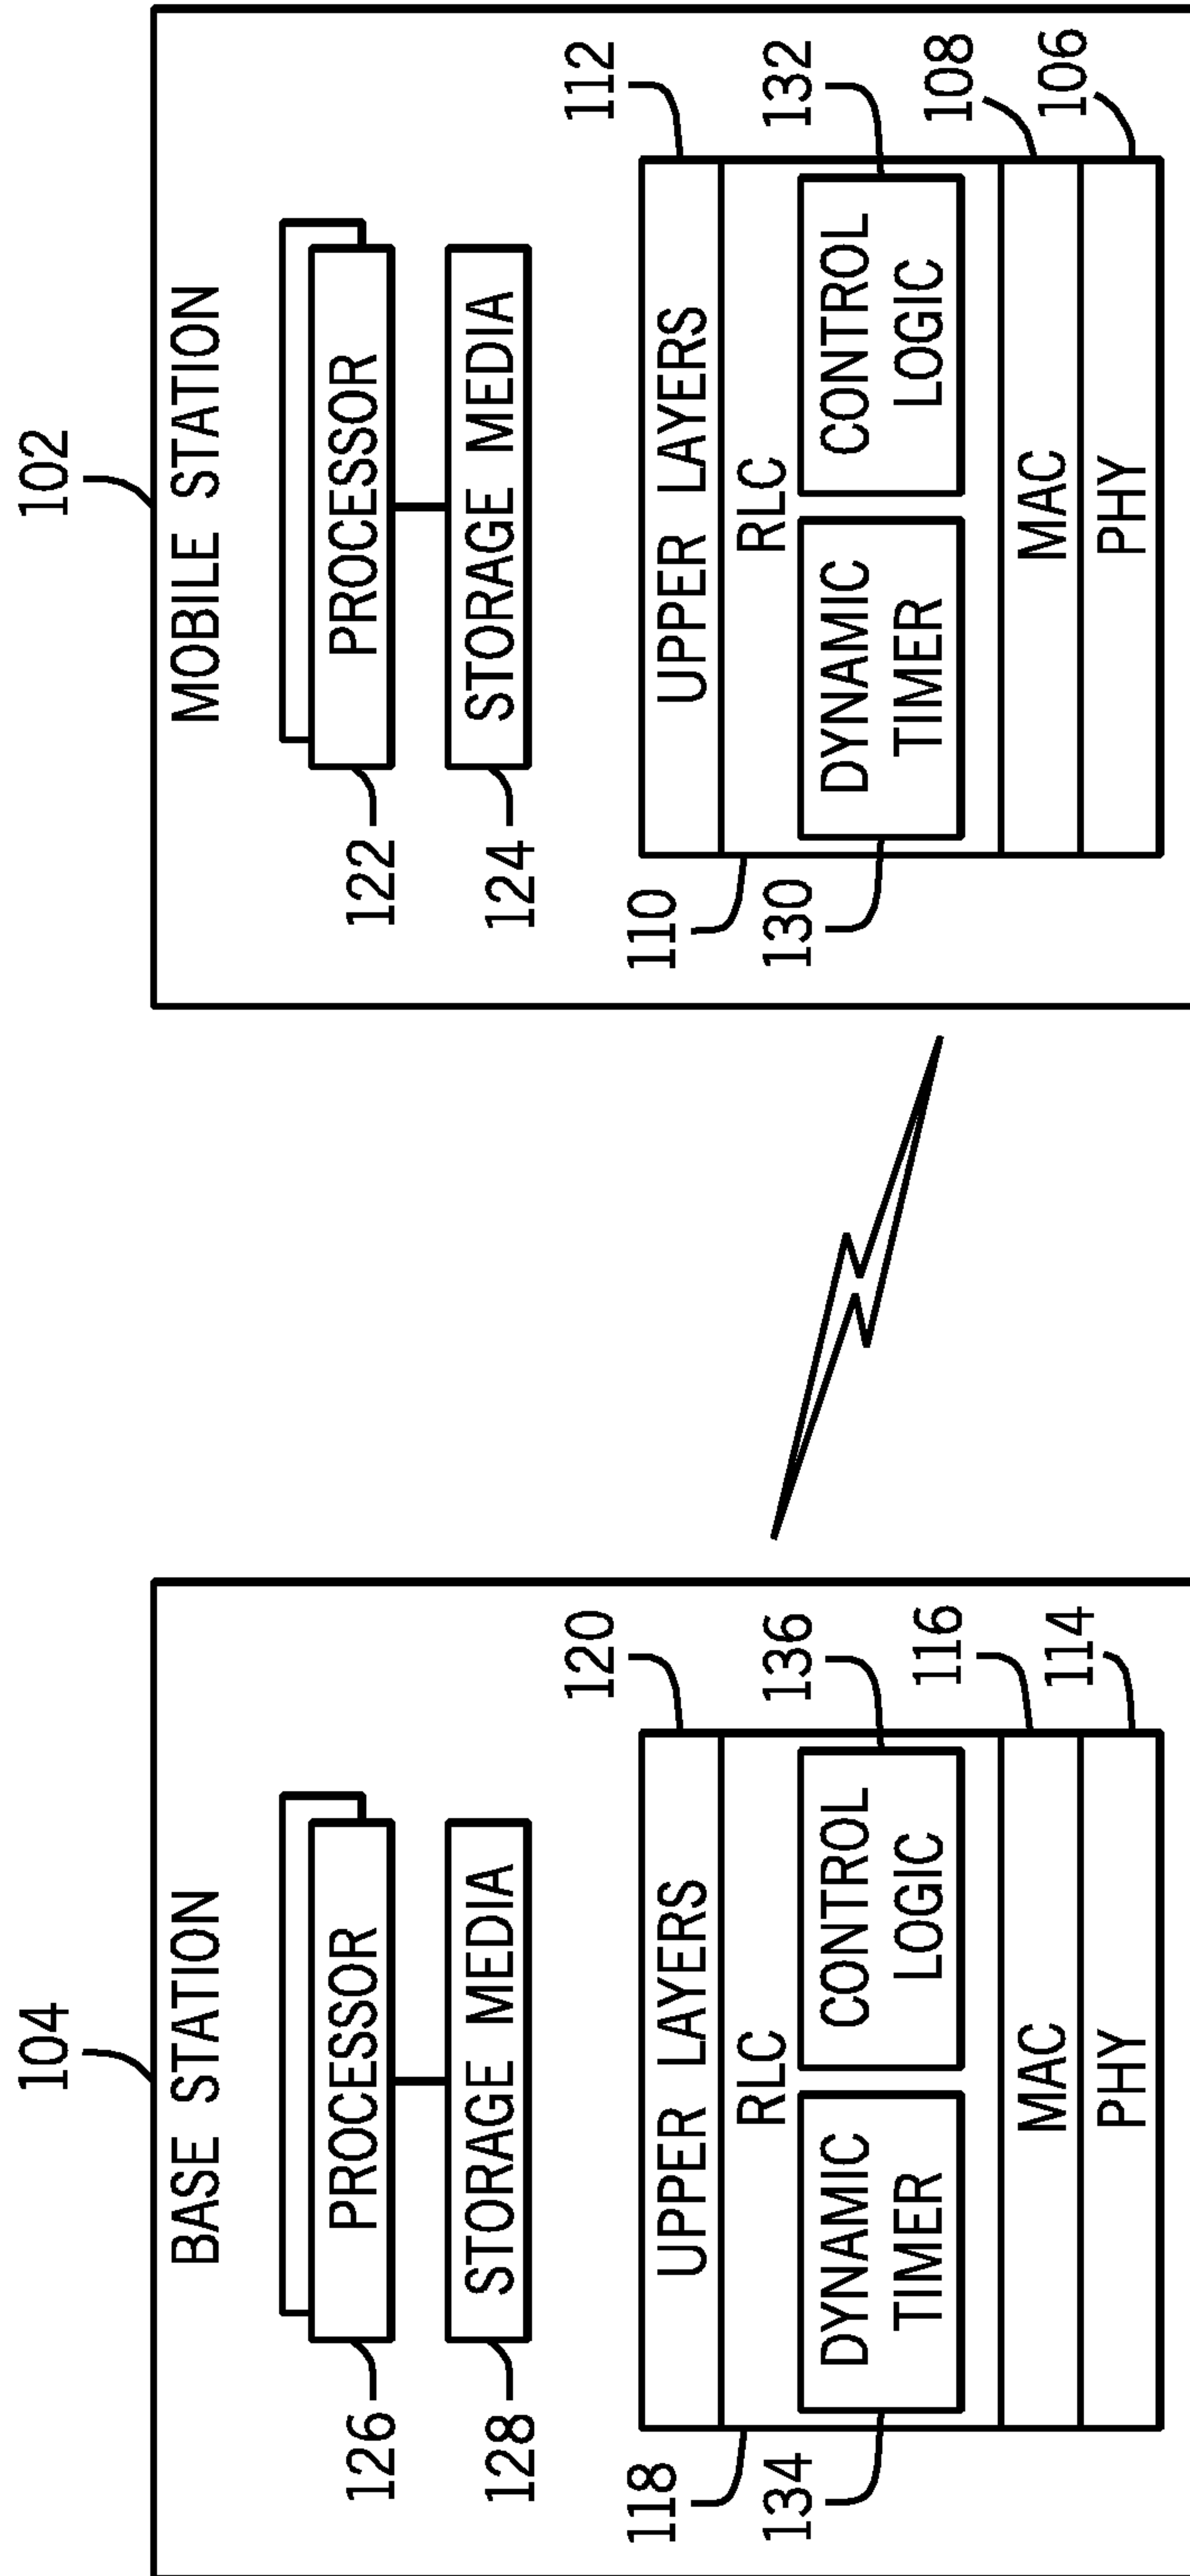 104
BASE STATION
PROCESSOR
126
STORAGE MEDIA
128
120
UPPER LAYERS
118
RLC
DYNAMIC
TIMER
134
CONTROL
LOGIC
136
MAC
116
PHY
114
102
MOBILE STATION
PROCESSOR
122
STORAGE MEDIA
124
112
UPPER LAYERS
110
RLC
DYNAMIC
TIMER
130
CONTROL
LOGIC
132
MAC
108
PHY
106